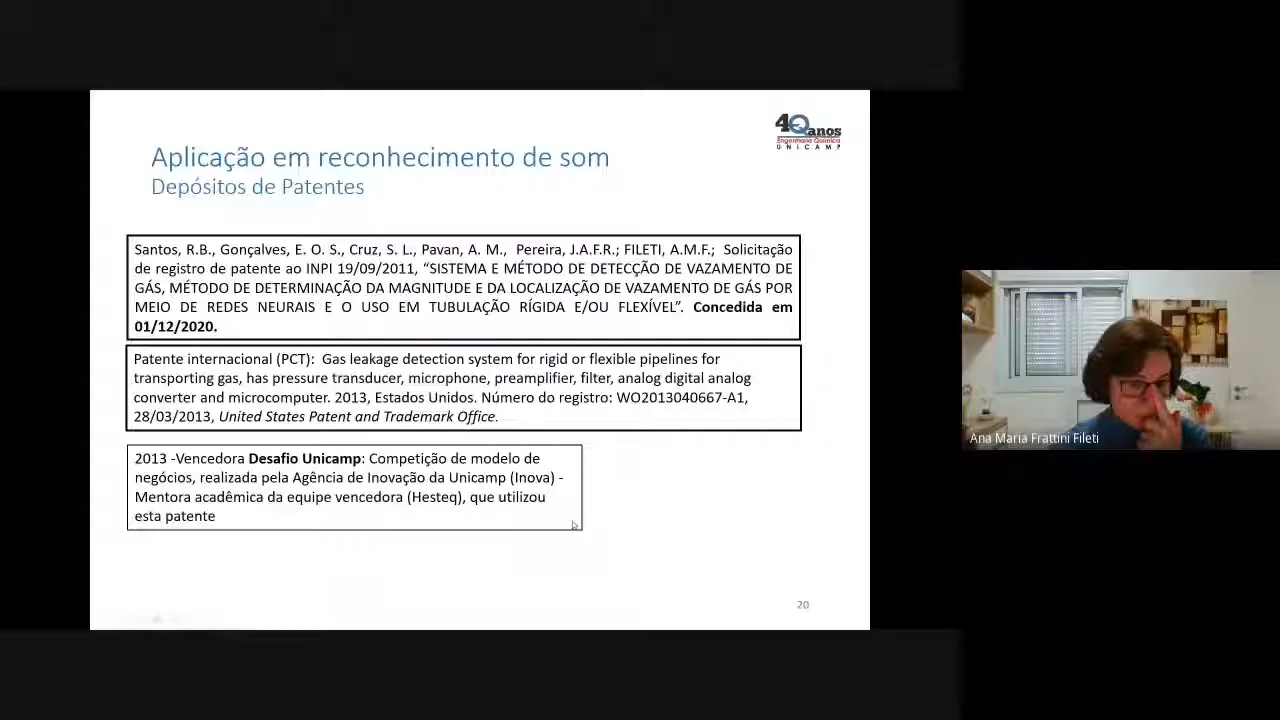 4Qanos
Engenharia Química
UNICAMP
Aplicação em reconhecimento de som
Depósitos de Patentes
Santos, R.B., Gonçalves, E. O. S., Cruz, S. L., Pavan, A. M., Pereira, J.A.F.R.; FILETI, A.M.F.; Solicitação
de registro de patente ao INPI 19/09/2011, “SISTEMA E MÉTODO DE DETECÇÃO DE VAZAMENTO DE
GÁS, MÉTODO DE DETERMINAÇÃO DA MAGNITUDE E DA LOCALIZAÇÃO DE VAZAMENTO DE GÁS POR
MEIO DE REDES NEURAIS E O USO EM TUBULAÇÃO RÍGIDA E/OU FLEXÍVEL”. Concedida em
01/12/2020.
Patente internacional (PCT): Gas leakage detection system for rigid or flexible pipelines for
transporting gas, has pressure transducer, microphone, preamplifier, filter, analog digital analog
converter and microcomputer. 2013, Estados Unidos. Número do registro: WO2013040667-A1,
28/03/2013, United States Patent and Trademark Office.
2013 -Vencedora Desafio Unicamp: Competição de modelo de
negócios, realizada pela Agência de Inovação da Unicamp (Inova) -
Mentora acadêmica da equipe vencedora (Hesteq), que utilizou
esta patente
20
Ana Maria Frattini Fileti